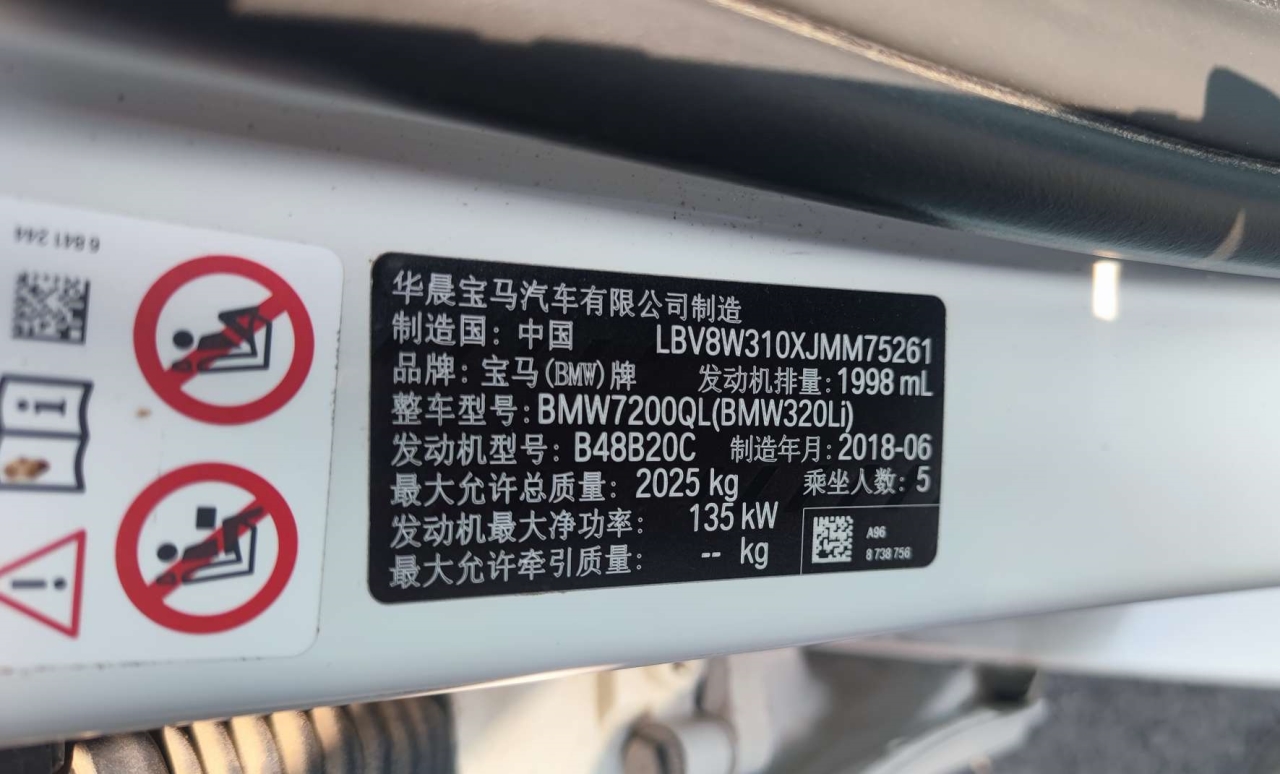 6 841 244
华晨宝马汽车有限公司制造
制造国：中国 LBV8W310XJMM75261
品牌：宝马(BMW)牌 发动机排量：1998 mL
整车型号：BMW7200QL(BMW320Li)
发动机型号：B48B20C 制造年月：2018-06
最大允许总质量：2025 kg 乘坐人数：5
发动机最大净功率：135 kW
最大允许牵引质量：-- kg
A96
8 738 756